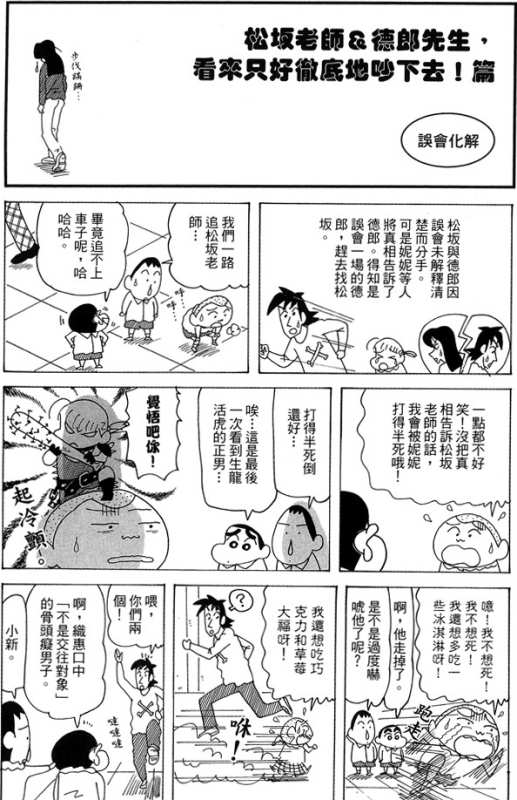 松坂老師&德郎先生，
看來只好徹底地吵下去！篇
誤會化解
步伐蹣跚…
松坂與德郎因
誤會未解釋清
楚而分手。
可是妮妮等人
將真相告訴了
德郎。得知是
誤會一場的德
郎，趕去找松
坂。
我們一路
追松坂老
師…
咻…
咻…
畢竟追不上
車子呢，哈
哈哈。
一點都不好
笑！沒把真
相告訴松坂
老師的話，
我會被妮妮
打得半死哦！
打得半死倒
還好…
唉…這是最後
一次看到生龍
活虎的正男…
覺悟吧你！
起冷顫。
噫！我不想死！
我不想死！
我還想多吃一
些冰淇淋呀！
啊，他走掉了。
是不是過度嚇
唬他了呢？
跑走
我還想吃巧
克力和草莓
大福呀！
？
咻！
喂，
你們兩
個！
噠噠噠
啊，織惠口中
「不是交往對象」
的骨頭癡男子。
小新。